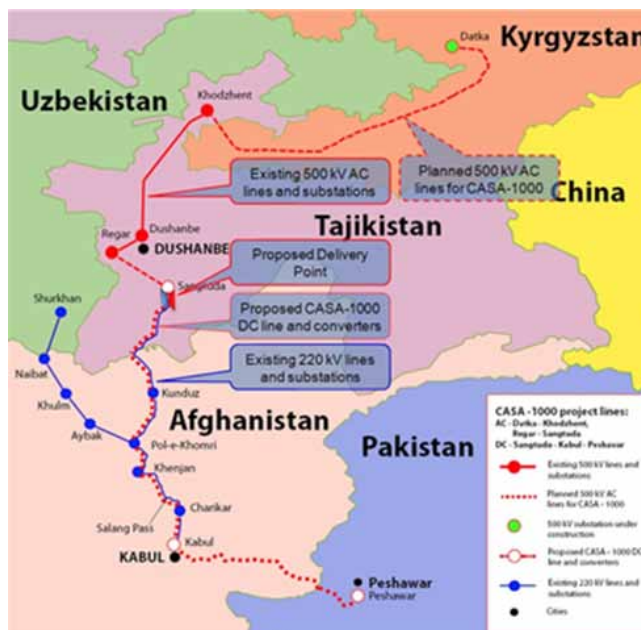 Kyrgyzstan
Datka
Uzbekistan
Khodzhent
Existing 500 kV AC
lines and substations
Planned 500 kV AC
lines for CASA-1000
China
Tajikistan
Dushanbe
Regar
DUSHANBE
Proposed Delivery
Point
Sangtuda
Shurkhan
Proposed CASA-1000
DC line and converters
Existing 220 kV lines
and substations
Naibat
Kunduz
Khulm
Afghanistan
Aybak
Pol-e-Khomri
Pakistan
Khenjan
Salang Pass
Charikar
Kabul
KABUL
Peshawar
Peshawar
CASA -1000 project lines:
AC - Datka - Khodzhent,
Regar - Sangtuda
DC - Sangtuda - Kabul - Peshavar
Existing 500 kV lines and
substations
Planned 500 kV AC
lines for CASA - 1000
500 kV substation under
construction
Proposed CASA - 1000 DC
line and converters
Existing 220 kV lines and
substations
Cities